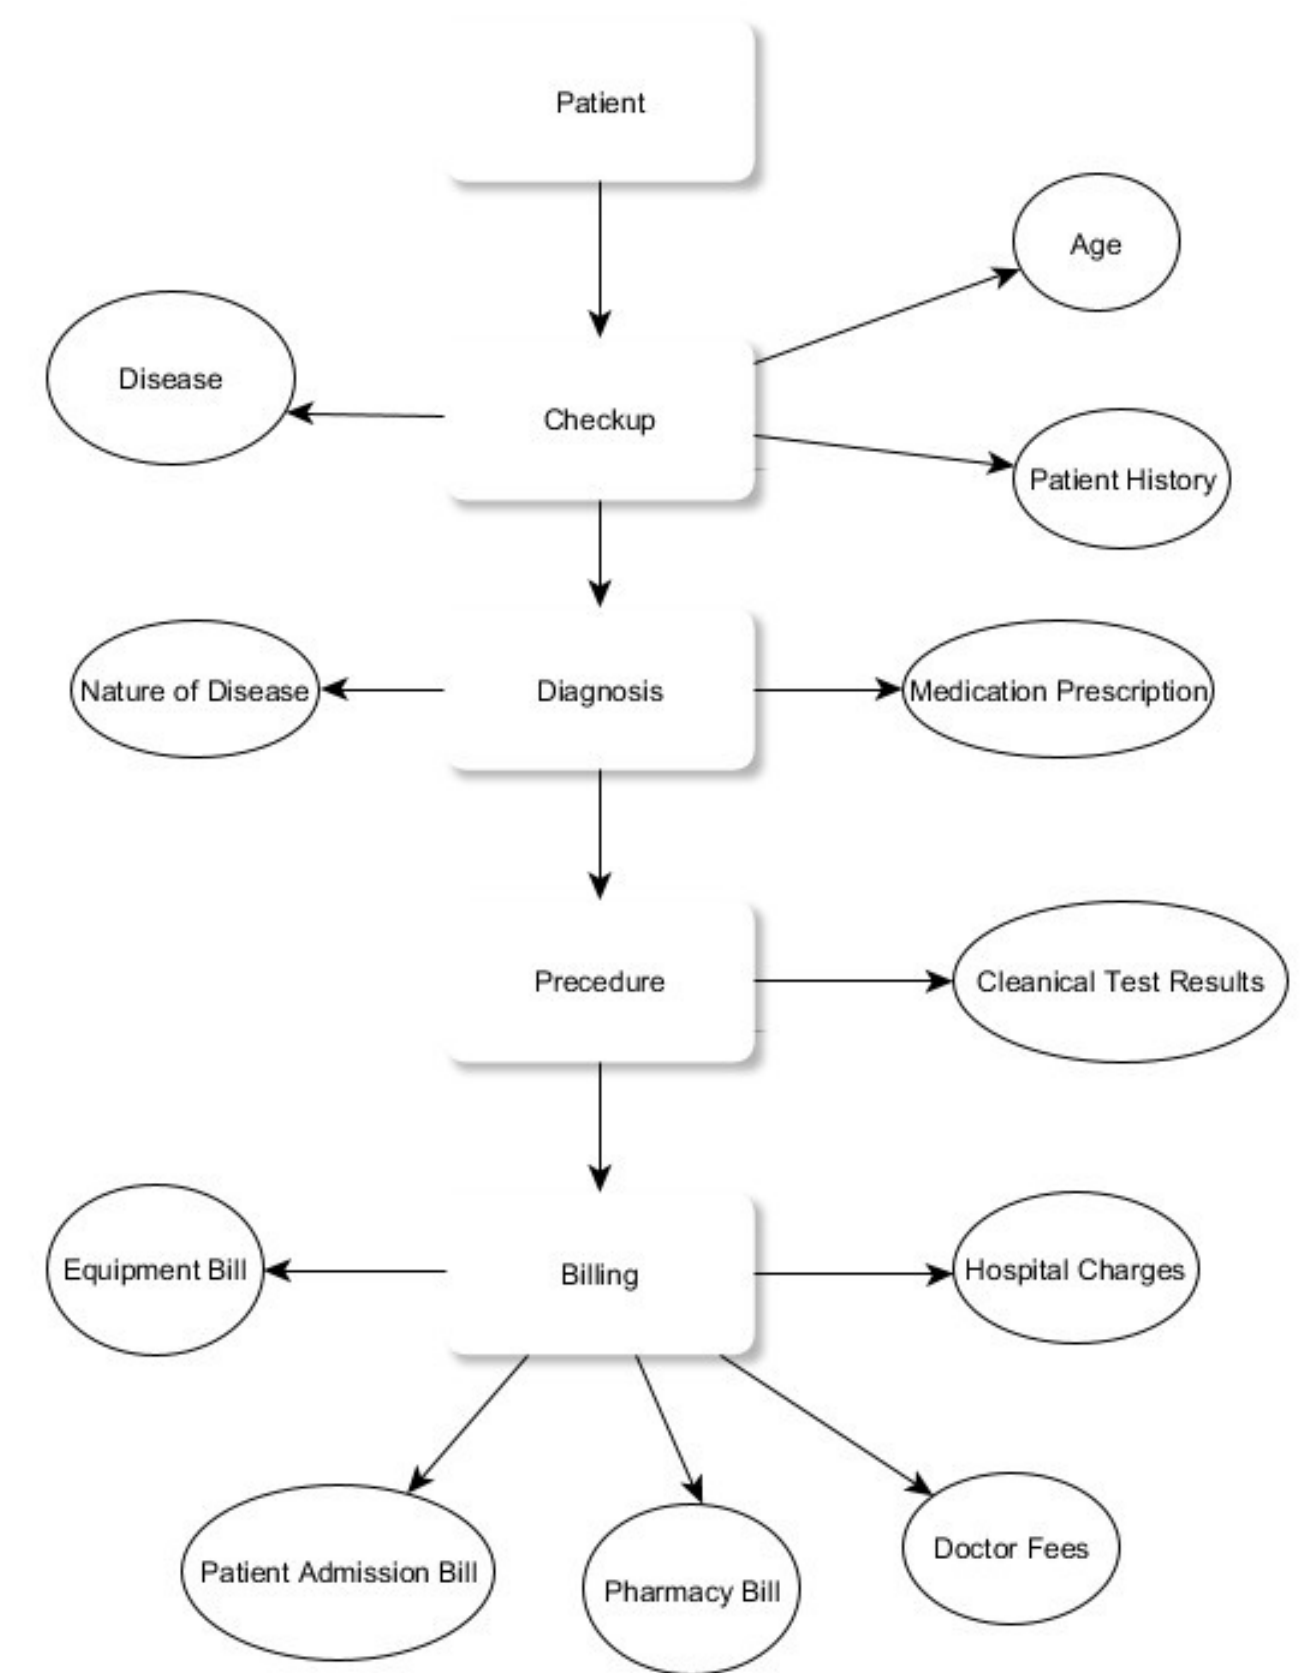 Patient
Age
Disease
Checkup
Patient History
Nature of Disease
Diagnosis
Medication Prescription
Precedure
Cleanical Test Results
Equipment Bill
Billing
Hospital Charges
Patient Admission Bill
Pharmacy Bill
Doctor Fees